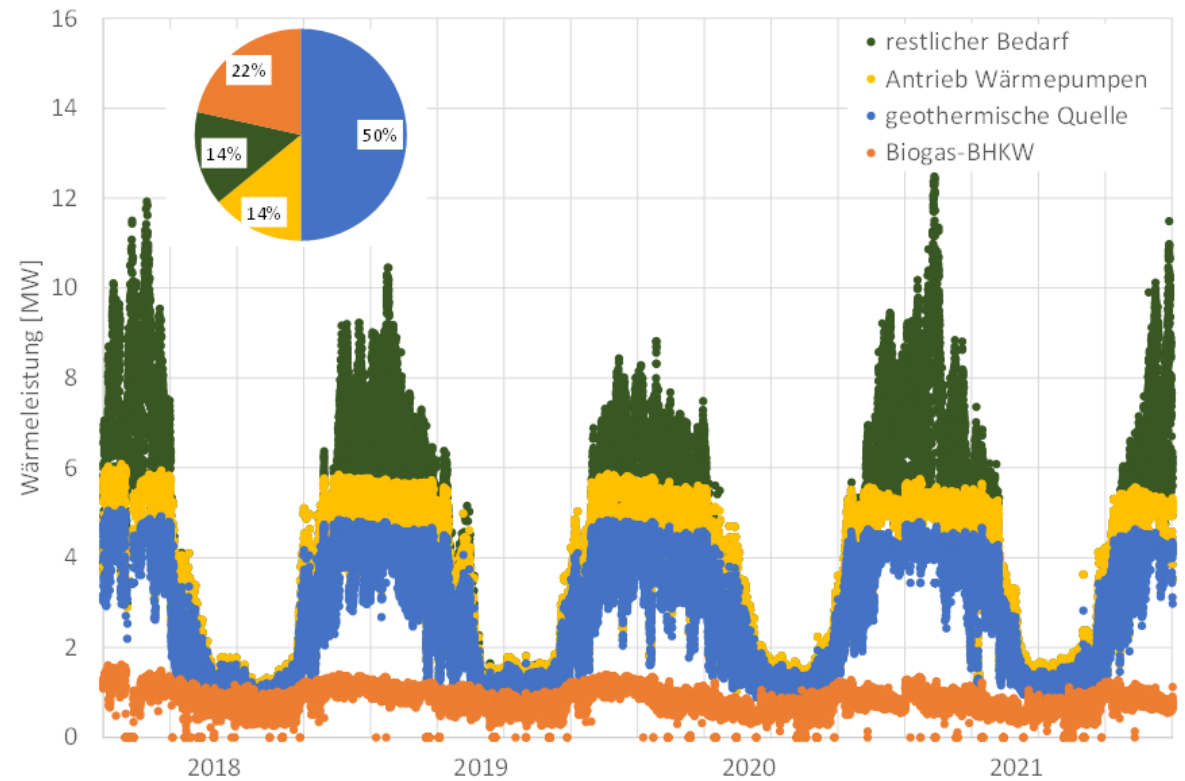 16
14
12
10
8
6
4
2
0
Wärmeleistung [MW]
22%
50%
14%
14%
restlicher Bedarf
Antrieb Wärmepumpen
geothermische Quelle
Biogas-BHKW
2018 2019 2020 2021